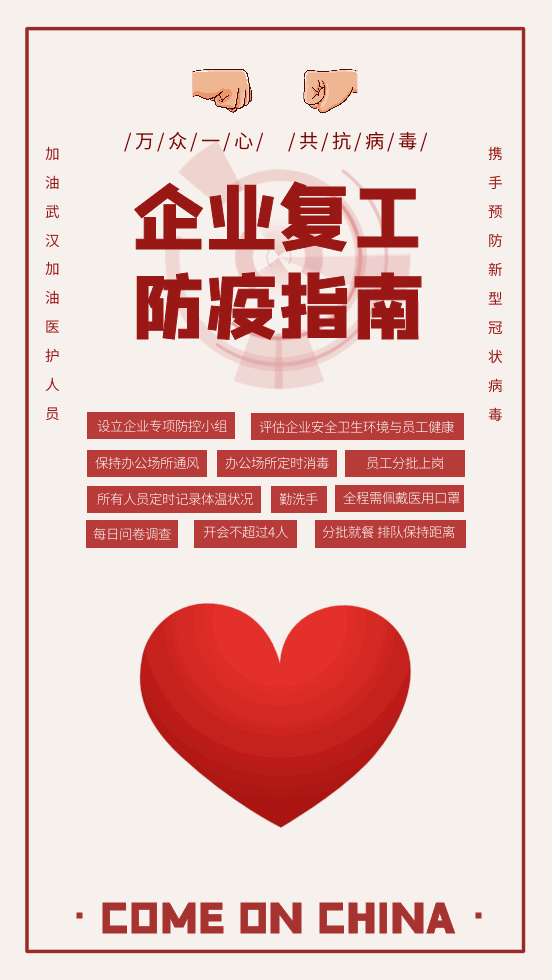 /万/众/一/心/ /共/抗/病/毒/
加油武汉加油医护人员
携手预防新型冠状病毒
企业复工
防疫指南
设立企业专项防控小组 评估企业安全卫生环境与员工健康
保持办公场所通风 办公场所定时消毒 员工分批上岗
所有人员定时记录体温状况 勤洗手 全程需佩戴医用口罩
每日问卷调查 开会不超过4人 分批就餐 排队保持距离
· COME ON CHINA ·